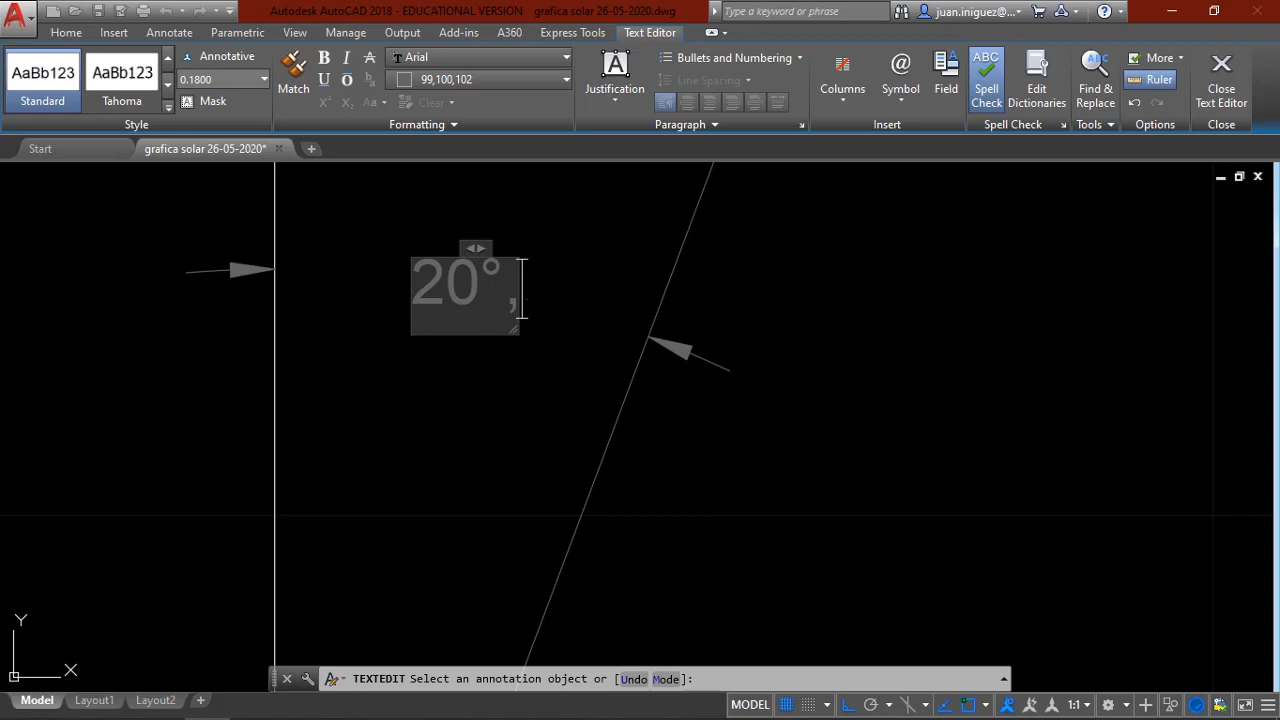 Autodesk AutoCAD 2018 - EDUCATIONAL VERSION grafica solar 26-05-2020.dwg
Type a keyword or phrase
juan.iniguez@...
Home Insert Annotate Parametric View Manage Output Add-ins A360 Express Tools Text Editor
AaBb123 AaBb123
Standard Tahoma
Annotative
0.1800
Mask
Style
Match
B I A
U O
Arial
99,100,102
Clear
Formatting
Justification
Bullets and Numbering
Line Spacing
Paragraph
Columns Symbol Field
Insert
ABC
Spell Check
Edit Dictionaries
Spell Check
Find & Replace
Tools
More
Ruler
Options
Close Text Editor
Close
Start grafica solar 26-05-2020*
20°,
Y
X
TEXTEDIT Select an annotation object or [Undo Mode]:
Model Layout1 Layout2
MODEL 1:1